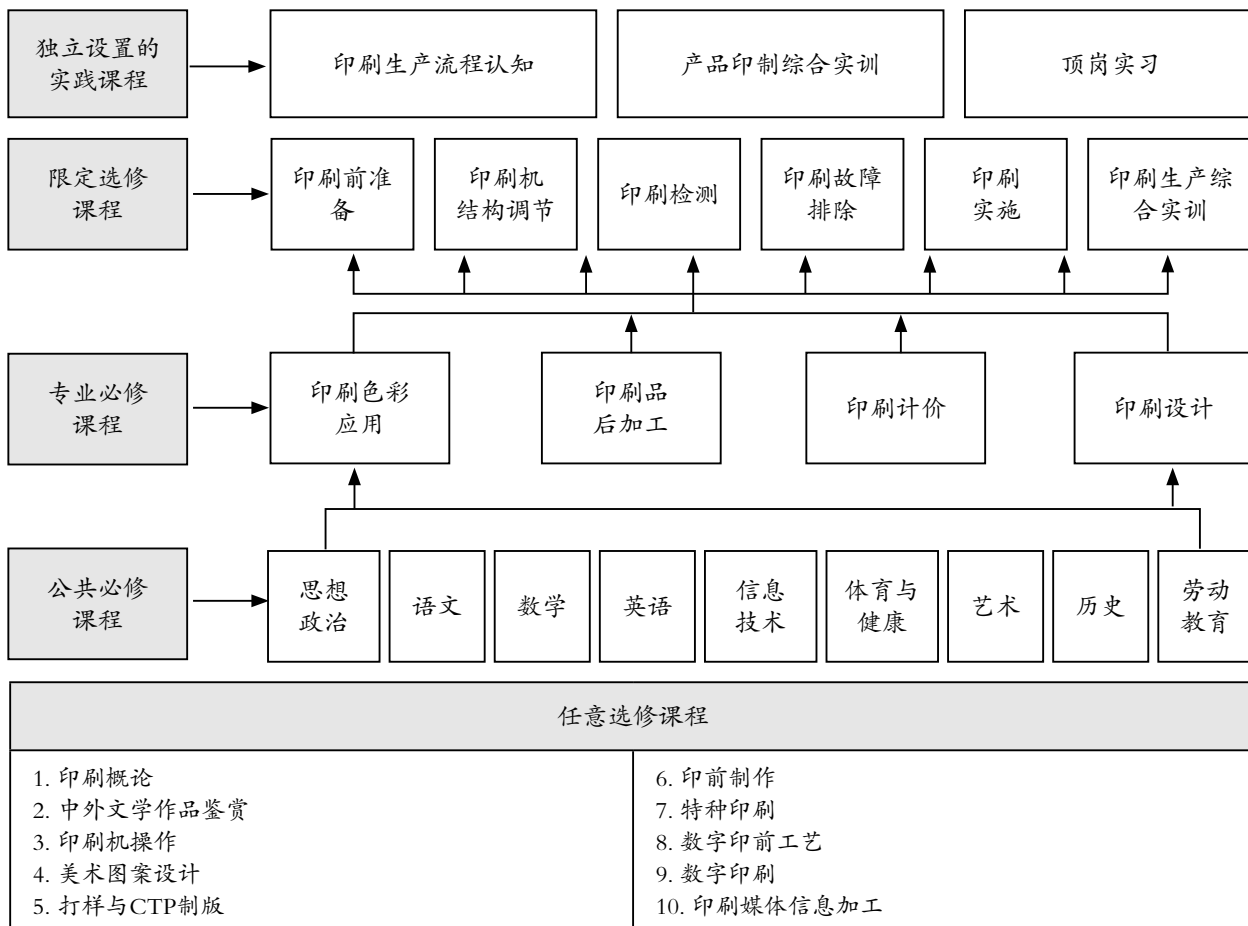 独立设置的
实践课程
印刷生产流程认知
产品印制综合实训
顶岗实习
限定选修
课程
印刷前准
备
印刷机
结构调节
印刷检测
印刷故障
排除
印刷
实施
印刷生产综
合实训
专业必修
课程
印刷色彩
应用
印刷品
后加工
印刷计价
印刷设计
公共必修
课程
思想
政治
语文
数学
英语
信息
技术
体育与
健康
艺术
历史
劳动
教育
任意选修课程
1. 印刷概论
2. 中外文学作品鉴赏
3. 印刷机操作
4. 美术图案设计
5. 打样与CTP制版
6. 印前制作
7. 特种印刷
8. 数字印前工艺
9. 数字印刷
10. 印刷媒体信息加工